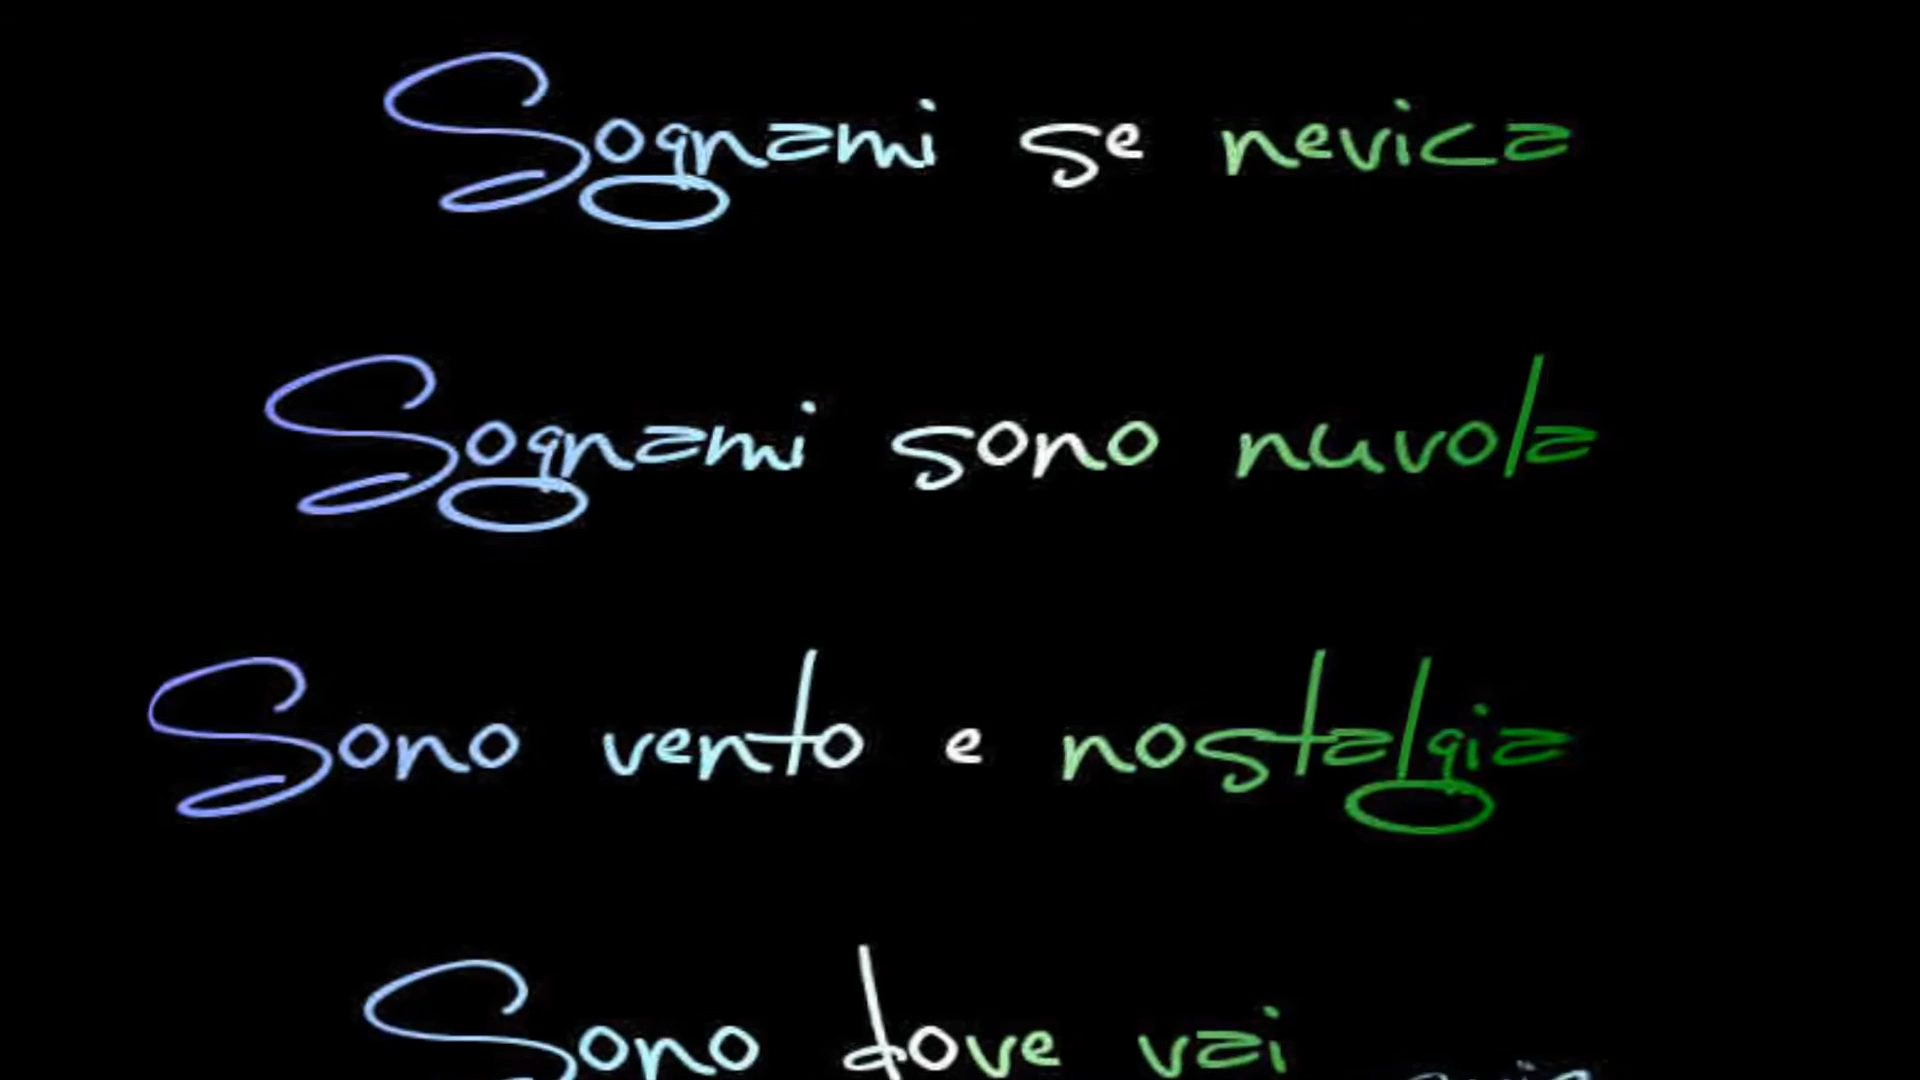 Sognami se nevica
Sognami sono nuvola
Sono vento e nostalgia
Sono dove vai